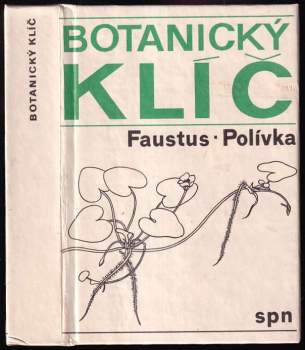 BOTANICKÝ KLÍČ
BOTANICKÝ
KLÍČ
Faustus · Polívka
spn